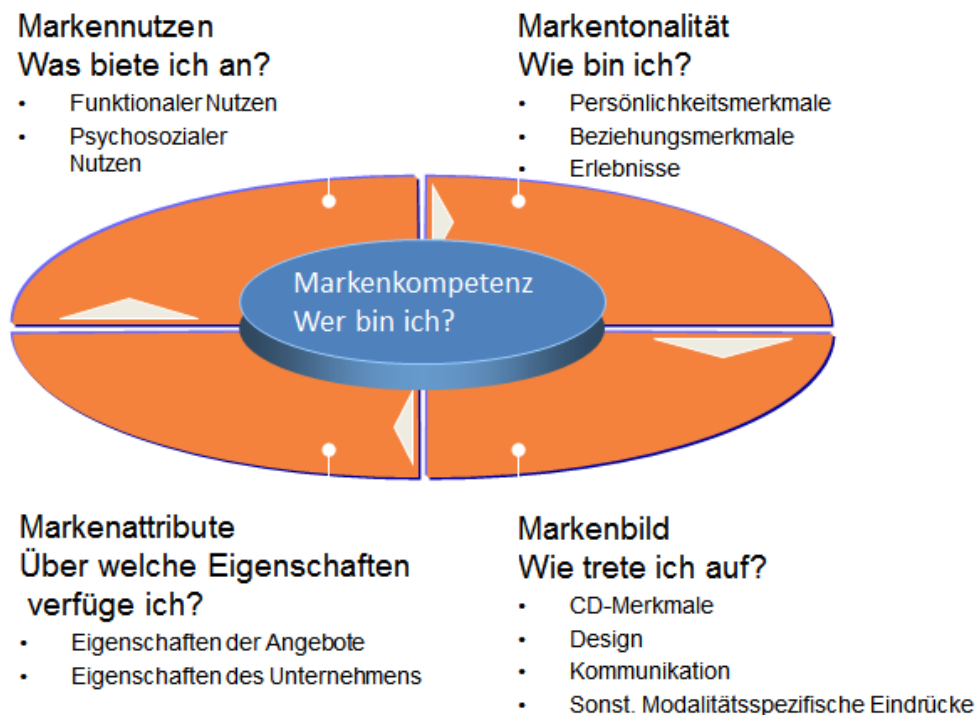 Markennutzen
Was biete ich an?
• Funktionaler Nutzen
• Psychosozialer
Nutzen
Markentonalität
Wie bin ich?
• Persönlichkeitsmerkmale
• Beziehungsmerkmale
• Erlebnisse
Markenkompetenz
Wer bin ich?
Markenattribute
Über welche Eigenschaften
verfüge ich?
• Eigenschaften der Angebote
• Eigenschaften des Unternehmens
Markenbild
Wie trete ich auf?
• CD-Merkmale
• Design
• Kommunikation
• Sonst. Modalitätsspezifische Eindrücke